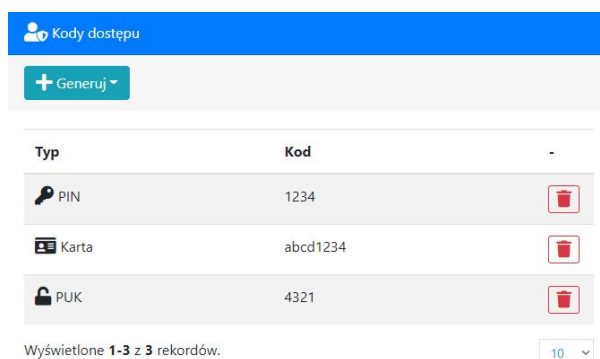 Kody dostępu
Generuj
Typ Kod -
PIN 1234
Karta abcd1234
PUK 4321
Wyświetlone 1-3 z 3 rekordów.
10